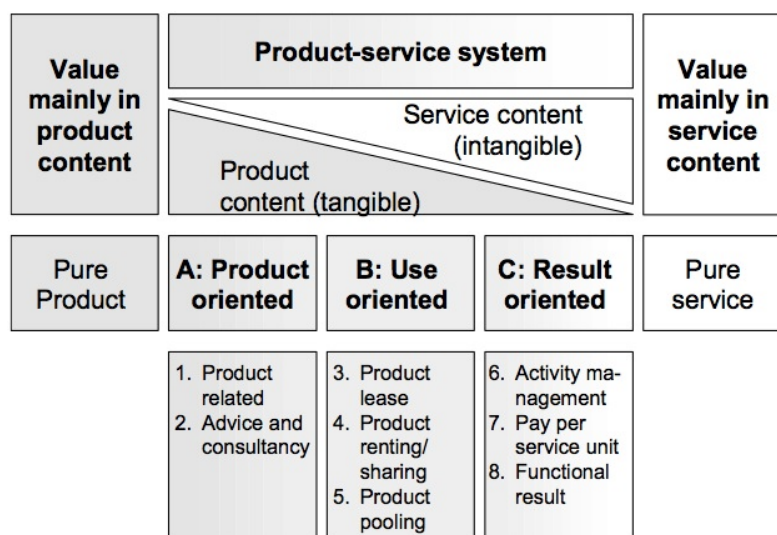 Value
mainly in
product
content
Product-service system
Service content
(intangible)
Product
content (tangible)
Value
mainly in
service
content
Pure
Product
A: Product
oriented
B: Use
oriented
C: Result
oriented
Pure
service
1. Product
related
2. Advice and
consultancy
3. Product
lease
4. Product
renting/
sharing
5. Product
pooling
6. Activity ma-
nagement
7. Pay per
service unit
8. Functional
result